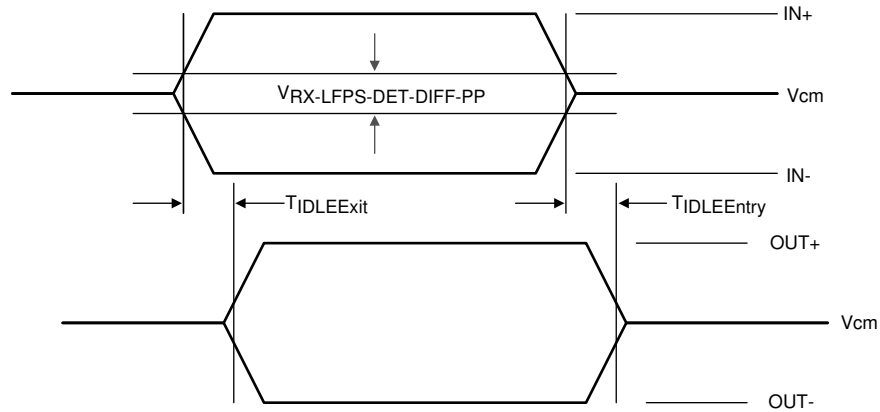 IN+
VRX-LFPS-DET-DIFF-PP
Vcm
IN-
TIDLEExit
TIDLEEntry
OUT+
Vcm
OUT-